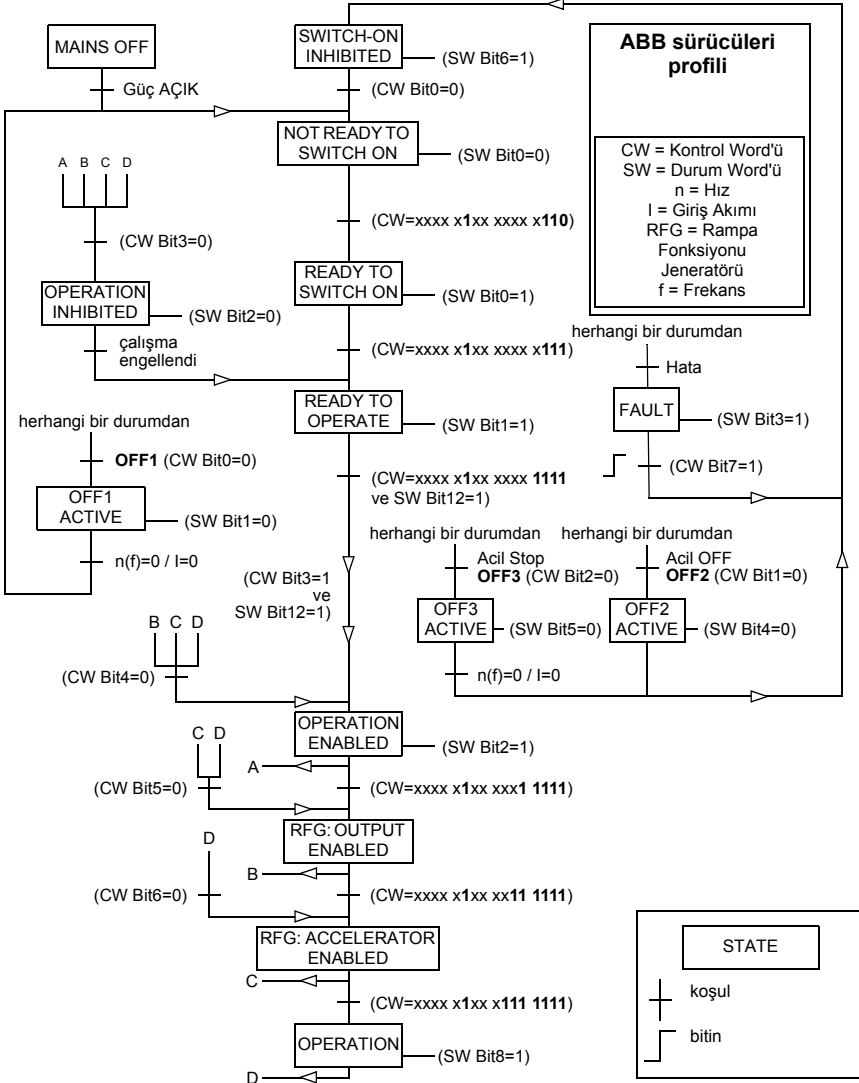 MAINS OFF
Güç AÇIK
SWITCH-ON
INHIBITED
(SW Bit6=1)
(CW Bit0=0)
NOT READY TO
SWITCH ON
(SW Bit0=0)
A B C D
(CW Bit3=0)
(CW=xxxx x1xx xxxx x110)
OPERATION
INHIBITED
(SW Bit2=0)
READY TO
SWITCH ON
(SW Bit0=1)
çalışma
engellendi
(CW=xxxx x1xx xxxx x111)
READY TO
OPERATE
(SW Bit1=1)
ABB sürücüleri
profili
CW = Kontrol Word'ü
SW = Durum Word'ü
n = Hız
I = Giriş Akımı
RFG = Rampa
Fonksiyonu
Jeneratörü
f = Frekans
herhangi bir durumdan
Hata
FAULT
(SW Bit3=1)
(CW Bit7=1)
herhangi bir durumdan
OFF1 (CW Bit0=0)
OFF1
ACTIVE
(SW Bit1=0)
n(f)=0 / I=0
(CW=xxxx x1xx xxxx 1111
ve SW Bit12=1)
(CW Bit3=1
ve
SW Bit12=1)
herhangi bir durumdan
Acil Stop
OFF3 (CW Bit2=0)
OFF3
ACTIVE
(SW Bit5=0)
n(f)=0 / I=0
herhangi bir durumdan
Acil OFF
OFF2 (CW Bit1=0)
OFF2
ACTIVE
(SW Bit4=0)
B C D
(CW Bit4=0)
OPERATION
ENABLED
(SW Bit2=1)
A
C D
(CW Bit5=0)
(CW=xxxx x1xx xxx1 1111)
RFG: OUTPUT
ENABLED
B
D
(CW Bit6=0)
(CW=xxxx x1xx xx11 1111)
RFG: ACCELERATOR
ENABLED
C
(CW=xxxx x1xx x111 1111)
OPERATION
(SW Bit8=1)
D
STATE
koşul
bitin